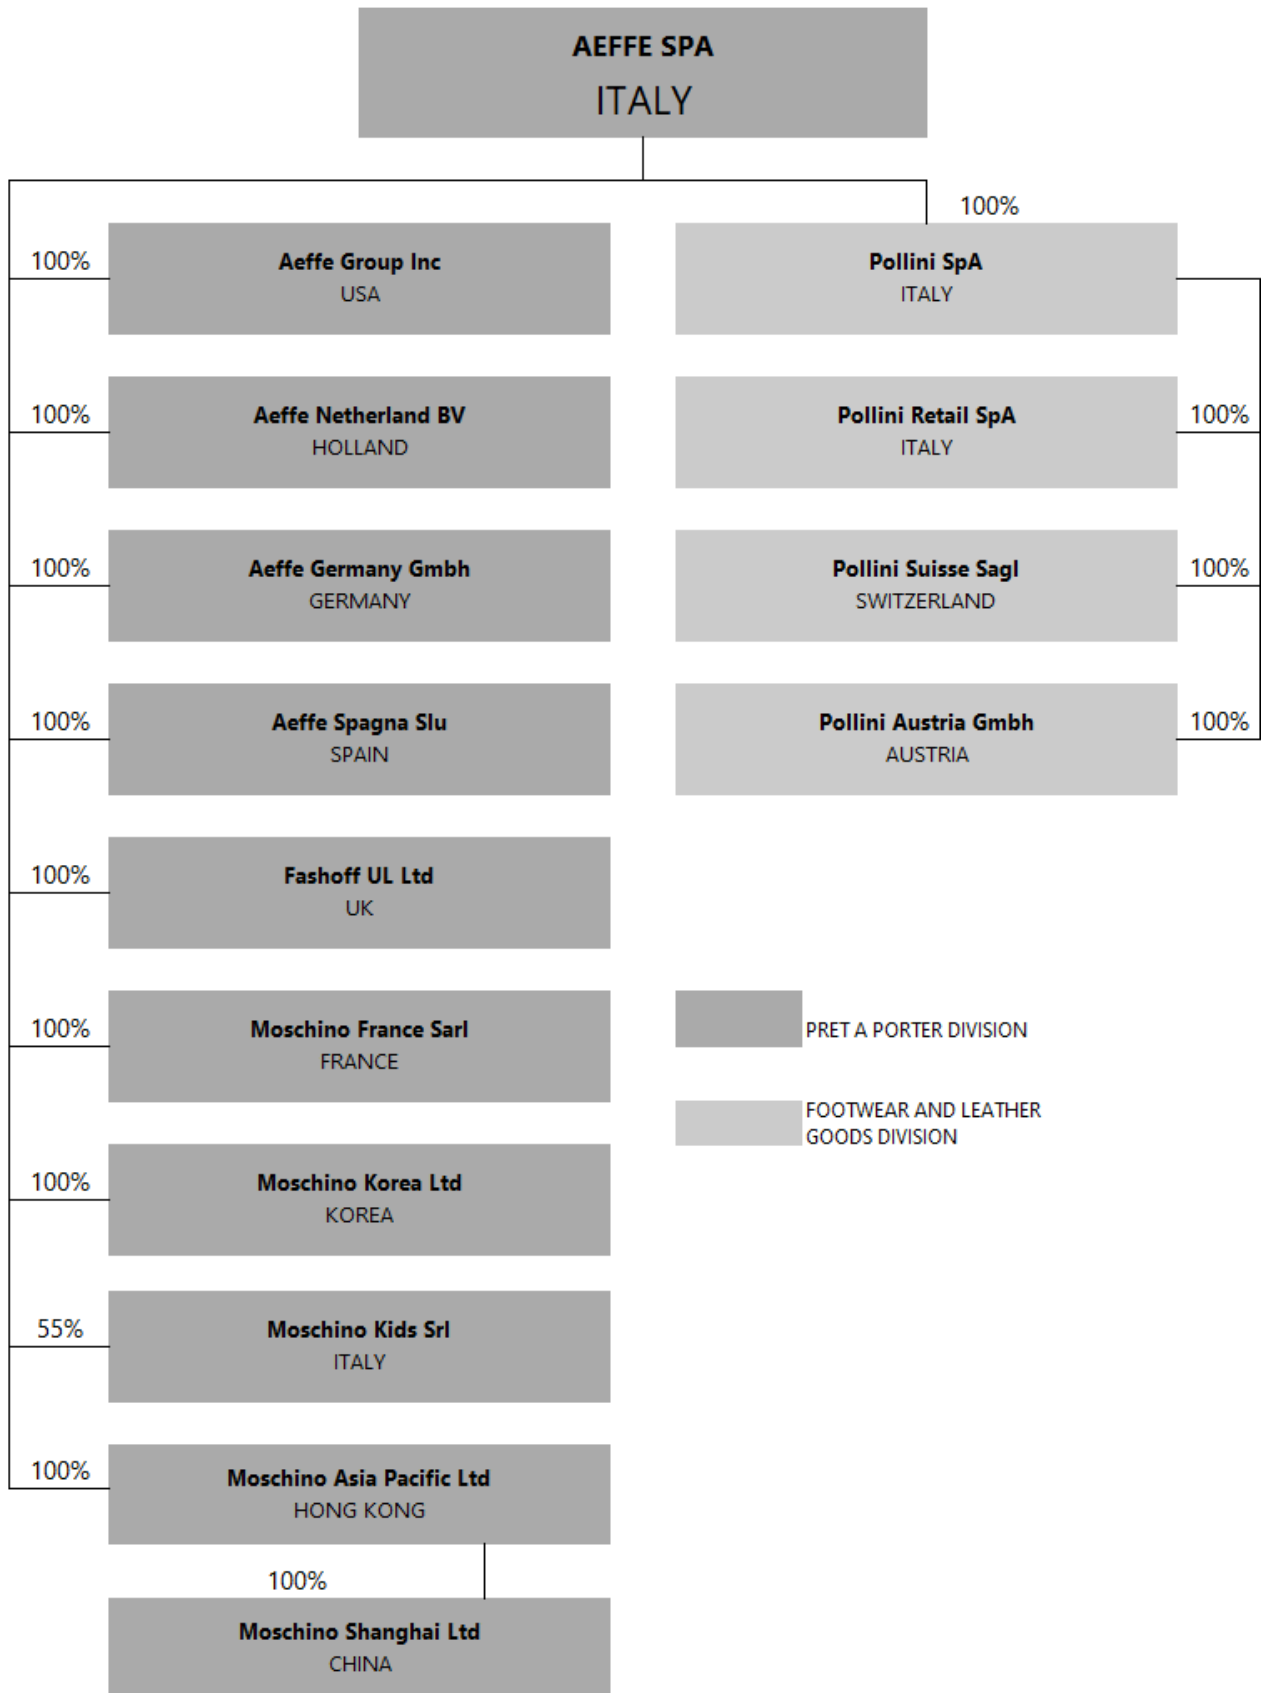 AEFFE SPA
ITALY
100%
100%
Aeffe Group Inc
USA
Pollini SpA
ITALY
100%
Aeffe Netherland BV
HOLLAND
Pollini Retail SpA
ITALY
100%
100%
Aeffe Germany Gmbh
GERMANY
Pollini Suisse Sagl
SWITZERLAND
100%
100%
Aeffe Spagna Slu
SPAIN
Pollini Austria Gmbh
AUSTRIA
100%
100%
Fashoff UL Ltd
UK
100%
Moschino France Sarl
FRANCE
PRET A PORTER DIVISION
FOOTWEAR AND LEATHER
GOODS DIVISION
100%
Moschino Korea Ltd
KOREA
55%
Moschino Kids Srl
ITALY
100%
Moschino Asia Pacific Ltd
HONG KONG
100%
Moschino Shanghai Ltd
CHINA